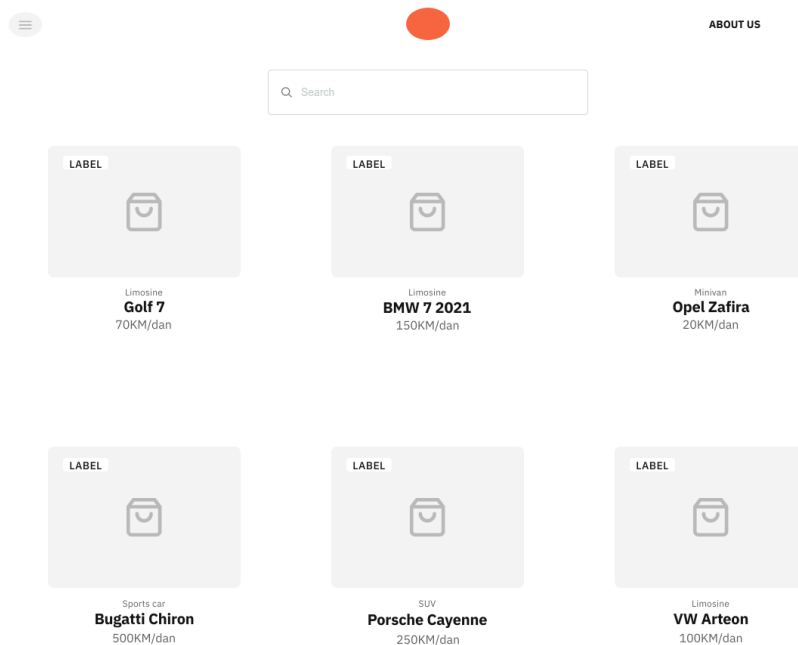 ABOUT US
Search
LABEL LABEL LABEL
Limosine Limosine Minivan
Golf 7 BMW 7 2021 Opel Zafira
70KM/dan 150KM/dan 20KM/dan
LABEL LABEL LABEL
Sports car SUV Limosine
Bugatti Chiron Porsche Cayenne VW Arteon
500KM/dan 250KM/dan 100KM/dan